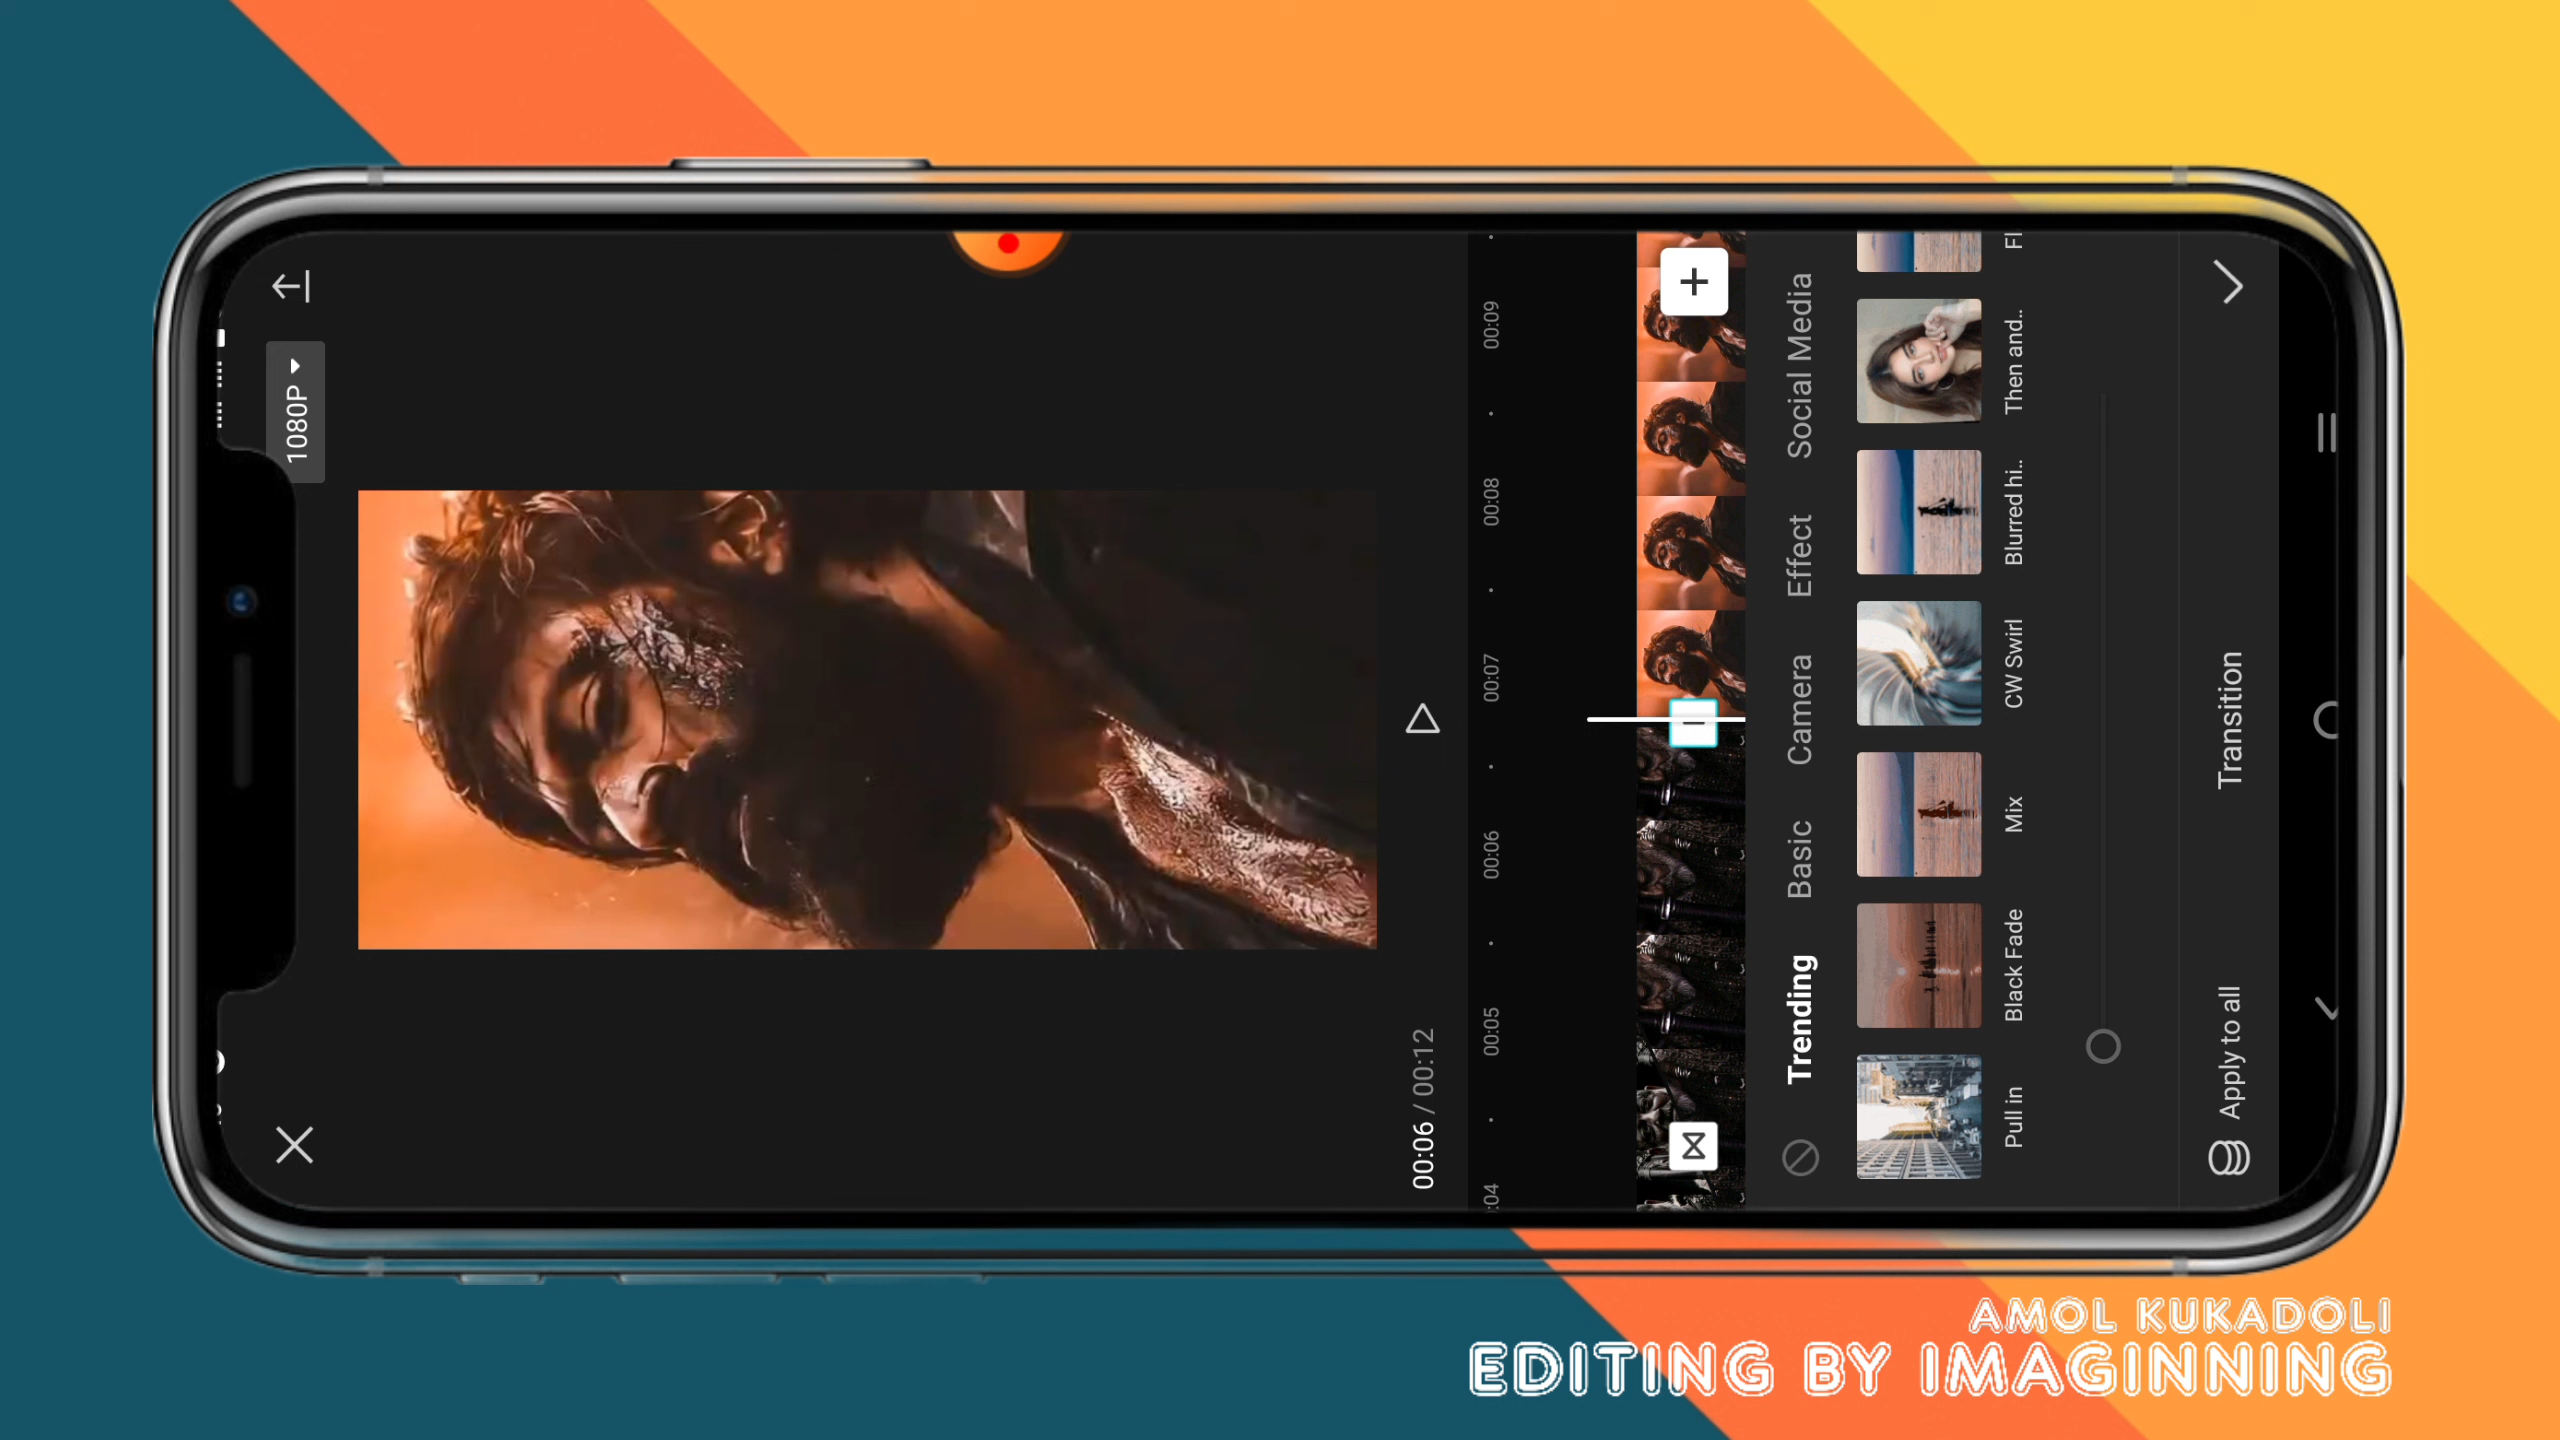 1080P
00:06 / 00:12
:04
00:05
00:06
00:07
00:08
00:09
Trending
Basic
Camera
Effect
Social Media
Pull in
Black Fade
Mix
CW Swirl
Blurred hi..
Then and..
Fl
Apply to all
Transition
AMOL KUKADOLI
EDITING BY IMAGINNING